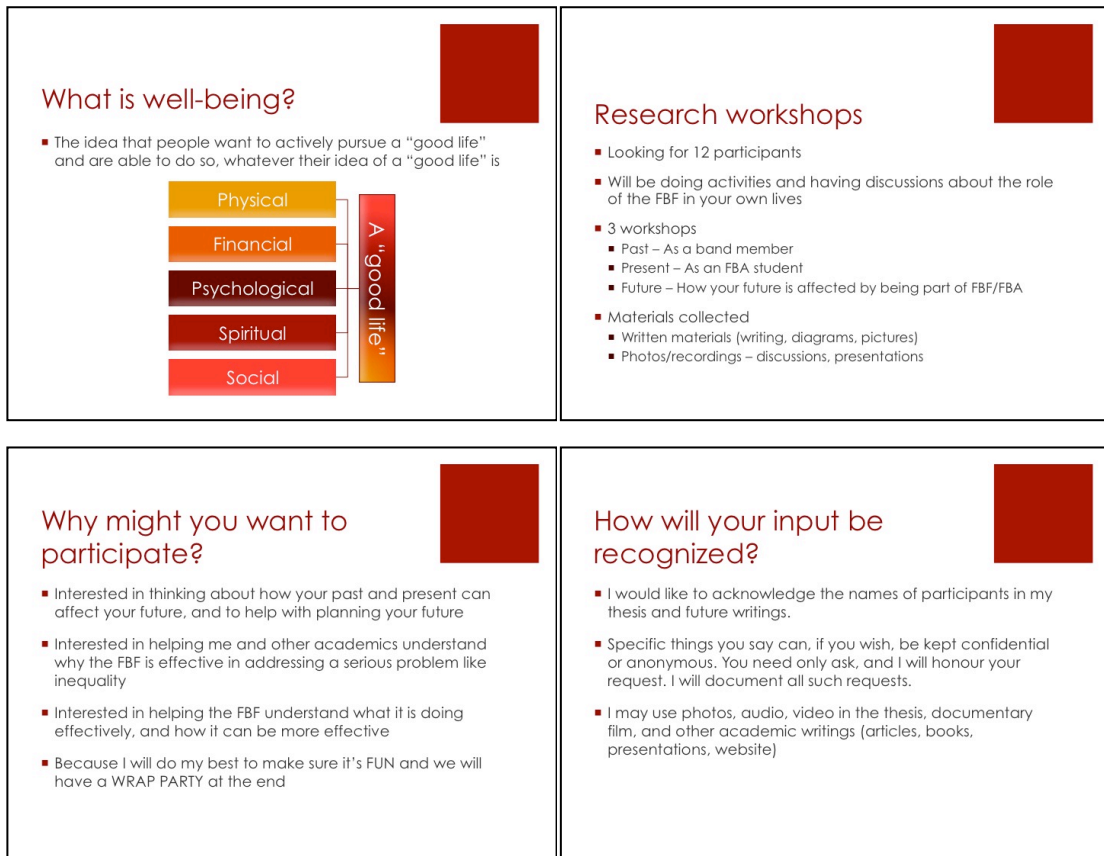 What is well-being?
▪ The idea that people want to actively pursue a “good life”
and are able to do so, whatever their idea of a “good life” is
Physical
Financial
Psychological
Spiritual
Social
A “good life”
Research workshops
▪ Looking for 12 participants
▪ Will be doing activities and having discussions about the role
of the FBF in your own lives
▪ 3 workshops
▪ Past – As a band member
▪ Present – As an FBA student
▪ Future – How your future is affected by being part of FBF/FBA
▪ Materials collected
▪ Written materials (writing, diagrams, pictures)
▪ Photos/recordings – discussions, presentations
Why might you want to
participate?
▪ Interested in thinking about how your past and present can
affect your future, and to help with planning your future
▪ Interested in helping me and other academics understand
why the FBF is effective in addressing a serious problem like
inequality
▪ Interested in helping the FBF understand what it is doing
effectively, and how it can be more effective
▪ Because I will do my best to make sure it’s FUN and we will
have a WRAP PARTY at the end
How will your input be
recognized?
▪ I would like to acknowledge the names of participants in my
thesis and future writings.
▪ Specific things you say can, if you wish, be kept confidential
or anonymous. You need only ask, and I will honour your
request. I will document all such requests.
▪ I may use photos, audio, video in the thesis, documentary
film, and other academic writings (articles, books,
presentations, website)